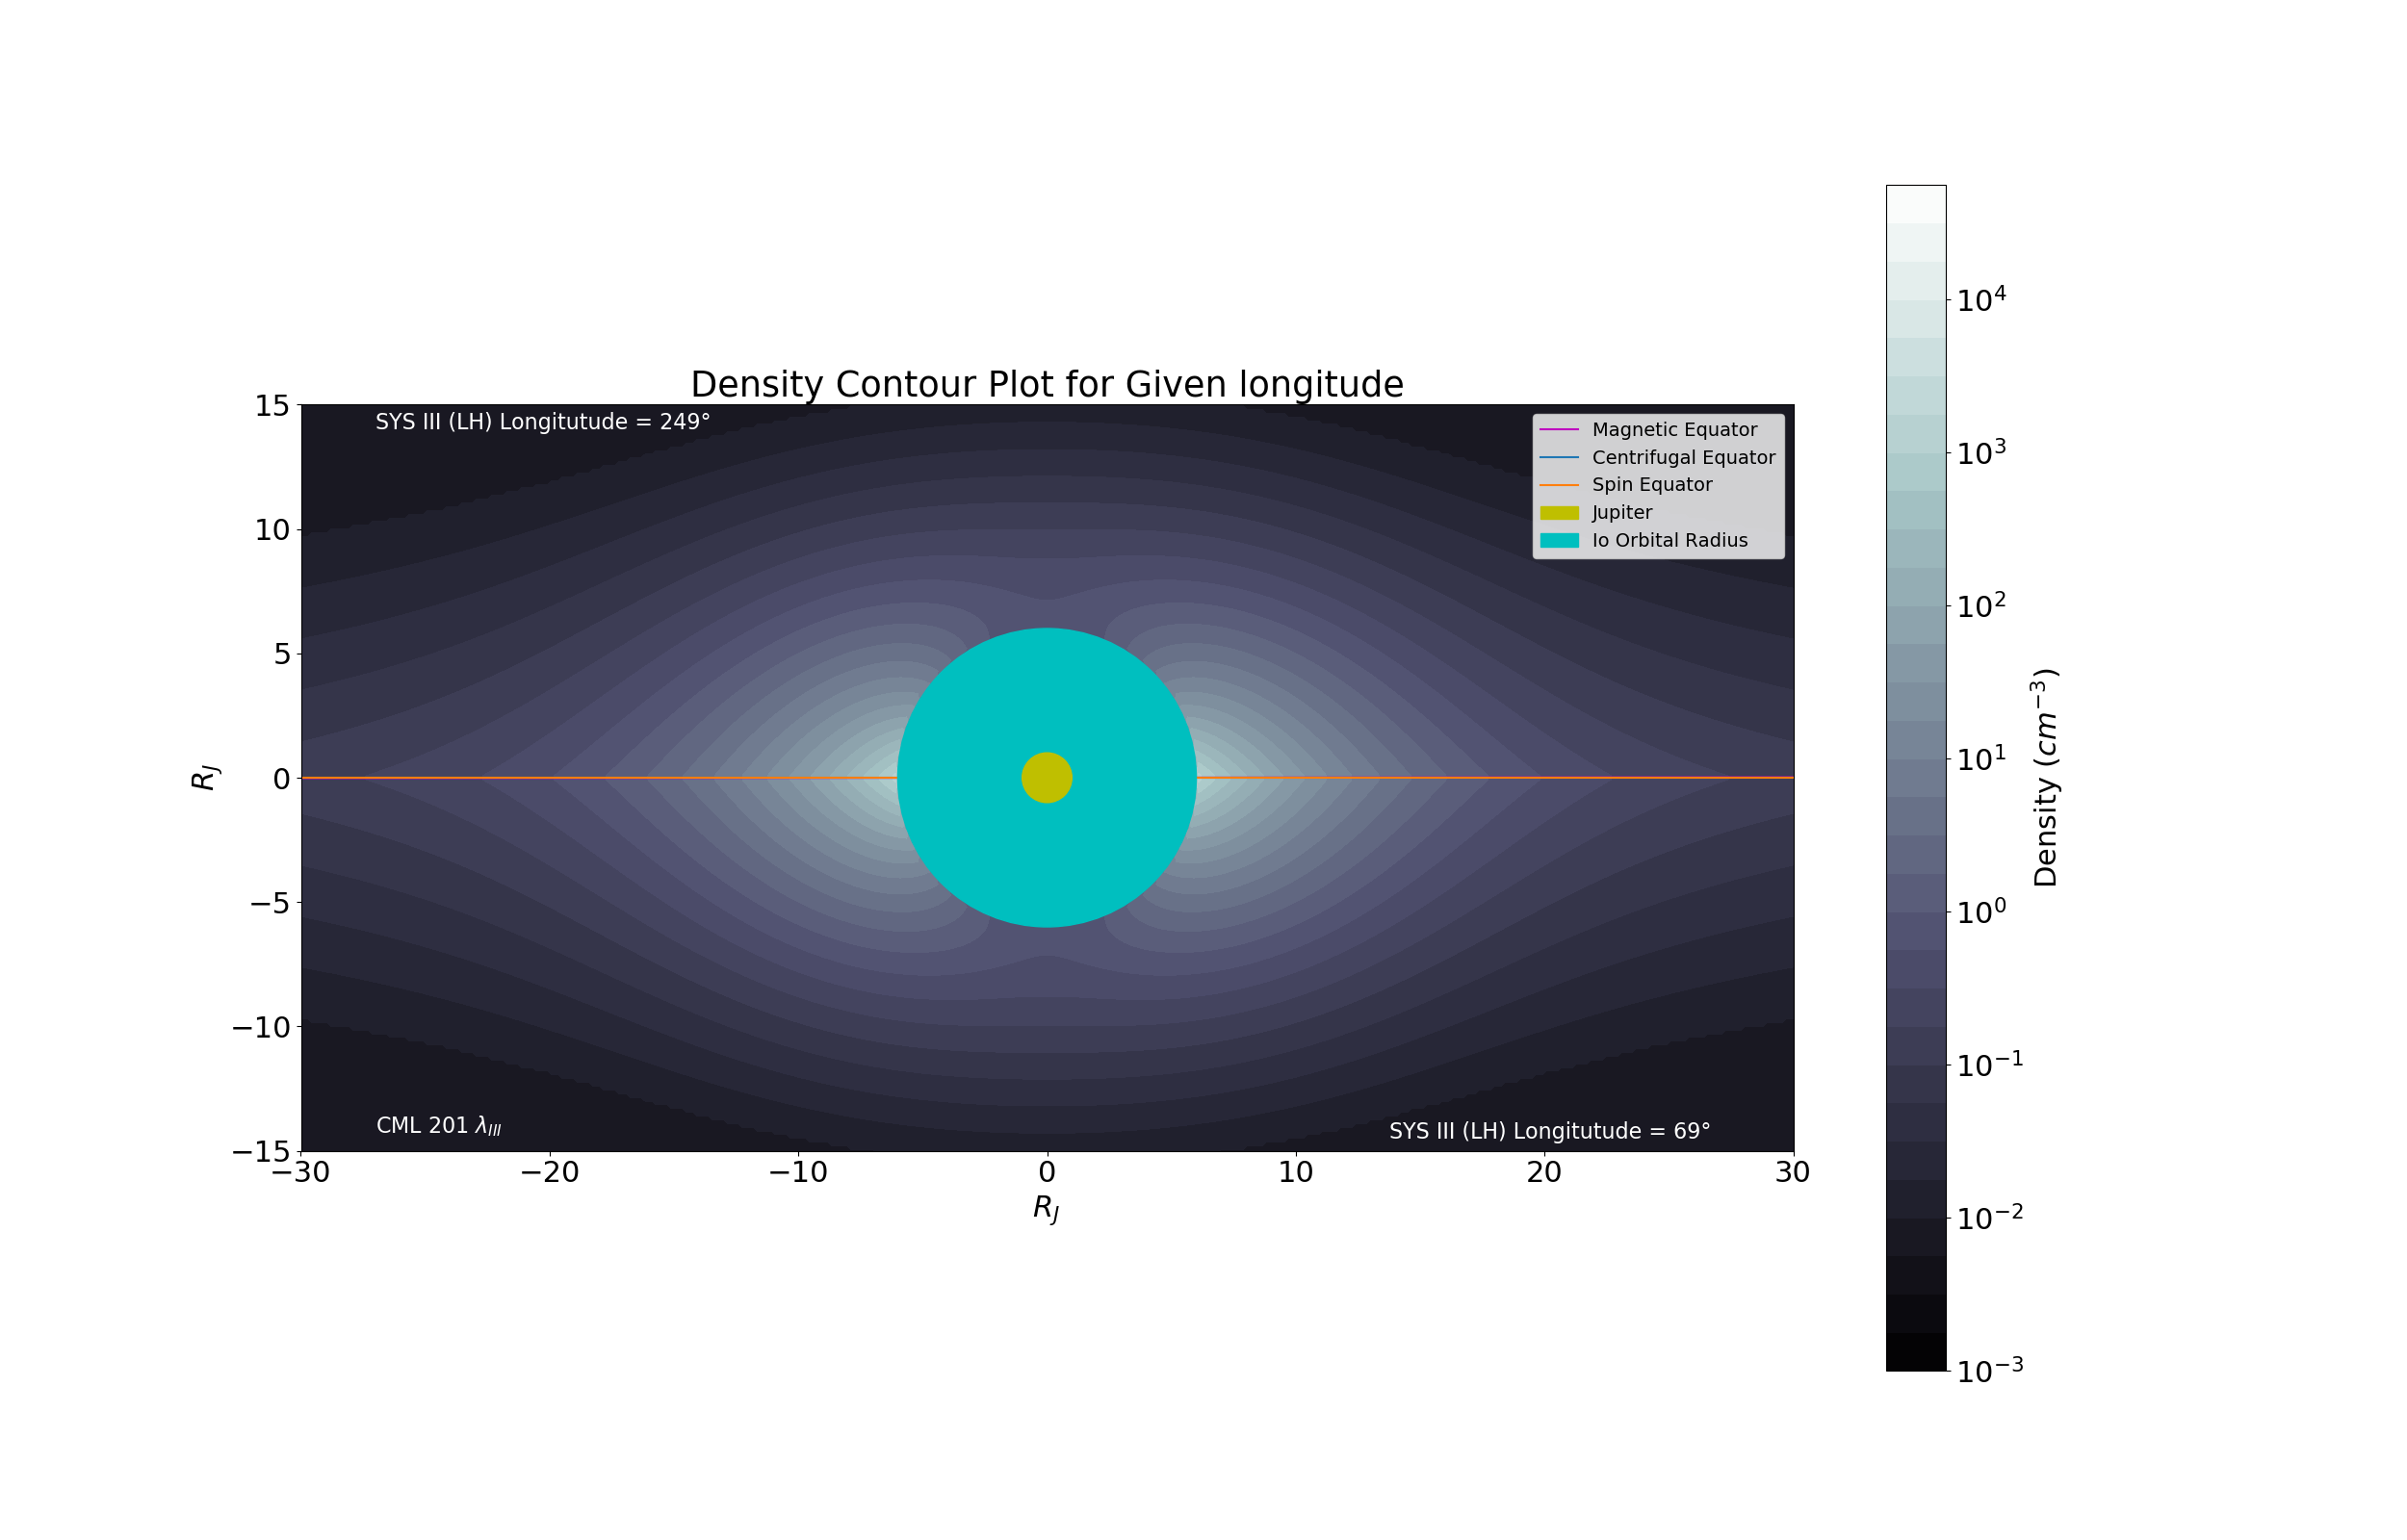 Density Contour Plot for Given longitude
SYS III (LH) Longitutude = 249°
Magnetic Equator
Centrifugal Equator
Spin Equator
Jupiter
Io Orbital Radius
15
10
5
0
−5
−10
−15
R_J
CML 201 λ_III
SYS III (LH) Longitutude = 69°
−30 −20 −10 0 10 20 30
R_J
10^4
10^3
10^2
10^1
10^0
10^−1
10^−2
10^−3
Density (cm^−3)